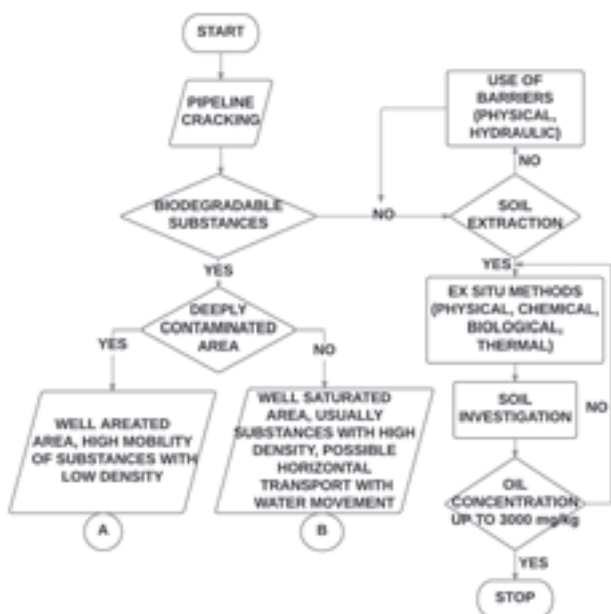 START
PIPELINE
CRACKING
BIODEGRADABLE
SUBSTANCES
NO
YES
USE OF
BARRIERS
(PHYSICAL,
HYDRAULIC)
NO
SOIL
EXTRACTION
YES
DEEPLY
CONTAMINATED
AREA
YES
NO
WELL AREATED
AREA, HIGH MOBILITY
OF SUBSTANCES WITH
LOW DENSITY
WELL SATURATED
AREA, USUALLY
SUBSTANCES WITH HIGH
DENSITY, POSSIBLE
HORIZONTAL
TRANSPORT WITH
WATER MOVEMENT
A
B
EX SITU METHODS
(PHYSICAL, CHEMICAL,
BIOLOGICAL,
THERMAL)
SOIL
INVESTIGATION
NO
OIL
CONCENTRATION
UP TO 3000 mg/kg
YES
STOP